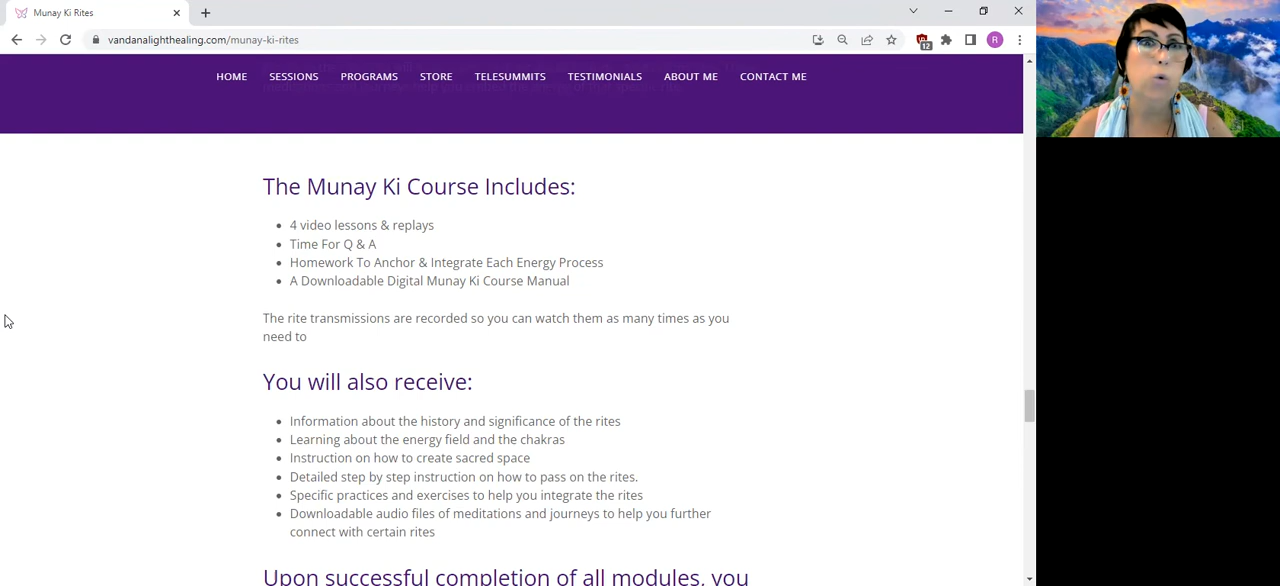 Munay Ki Rites
vandanalighthealing.com/munay-ki-rites
12
R
HOME SESSIONS PROGRAMS STORE TELESUMMITS TESTIMONIALS ABOUT ME CONTACT ME
The Munay Ki Course Includes:
4 video lessons & replays
Time For Q & A
Homework To Anchor & Integrate Each Energy Process
A Downloadable Digital Munay Ki Course Manual
The rite transmissions are recorded so you can watch them as many times as you
need to
You will also receive:
Information about the history and significance of the rites
Learning about the energy field and the chakras
Instruction on how to create sacred space
Detailed step by step instruction on how to pass on the rites.
Specific practices and exercises to help you integrate the rites
Downloadable audio files of meditations and journeys to help you further
connect with certain rites
Upon successful completion of all modules, you